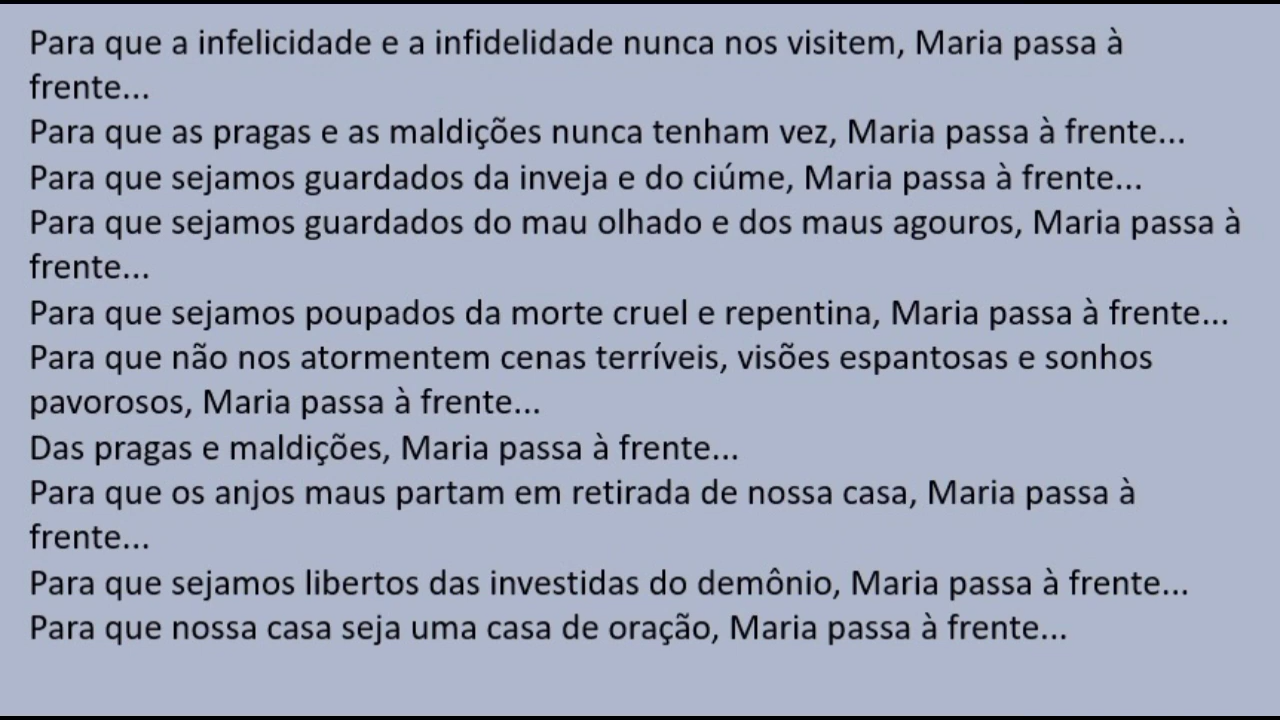 Para que a infelicidade e a infidelidade nunca nos visitem, Maria passa à
frente...
Para que as pragas e as maldições nunca tenham vez, Maria passa à frente...
Para que sejamos guardados da inveja e do ciúme, Maria passa à frente...
Para que sejamos guardados do mau olhado e dos maus agouros, Maria passa à
frente...
Para que sejamos poupados da morte cruel e repentina, Maria passa à frente...
Para que não nos atormentem cenas terríveis, visões espantosas e sonhos
pavorosos, Maria passa à frente...
Das pragas e maldições, Maria passa à frente...
Para que os anjos maus partam em retirada de nossa casa, Maria passa à
frente...
Para que sejamos libertos das investidas do demônio, Maria passa à frente...
Para que nossa casa seja uma casa de oração, Maria passa à frente...